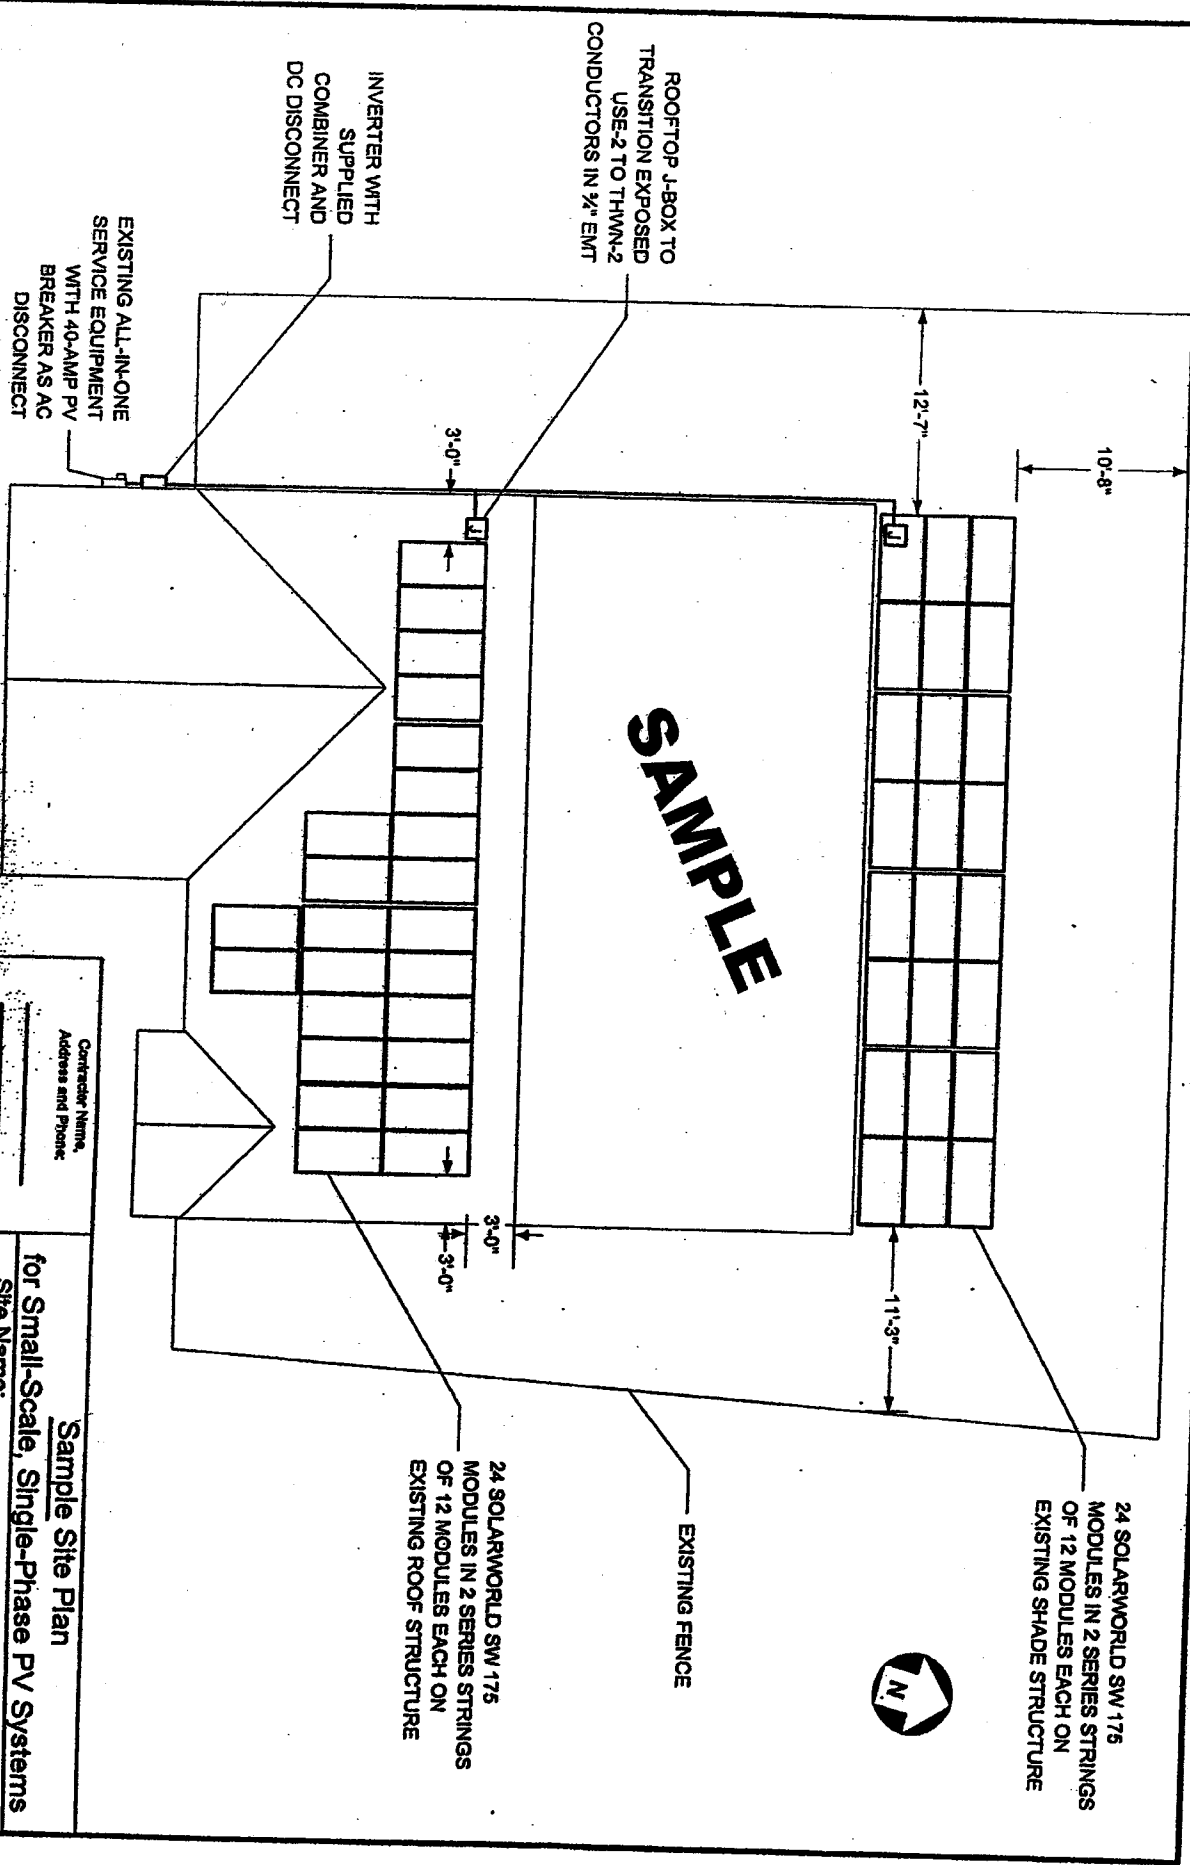 24 SOLARWORLD SW 175
MODULES IN 2 SERIES STRINGS
OF 12 MODULES EACH ON
EXISTING SHADE STRUCTURE
N
10'-8"
12'-7"
11'-3"
J
EXISTING FENCE
SAMPLE
ROOFTOP J-BOX TO
TRANSITION EXPOSED
USE-2 TO THWN-2
CONDUCTORS IN ¾" EMT
3'-0"
J
3'-0"
3'-0"
24 SOLARWORLD SW 175
MODULES IN 2 SERIES STRINGS
OF 12 MODULES EACH ON
EXISTING ROOF STRUCTURE
INVERTER WITH
SUPPLIED
COMBINER AND
DC DISCONNECT
EXISTING ALL-IN-ONE
SERVICE EQUIPMENT
WITH 40-AMP PV
BREAKER AS AC
DISCONNECT
Contractor Name,
Address and Phone:
Sample Site Plan
for Small-Scale, Single-Phase PV Systems
Site Name: